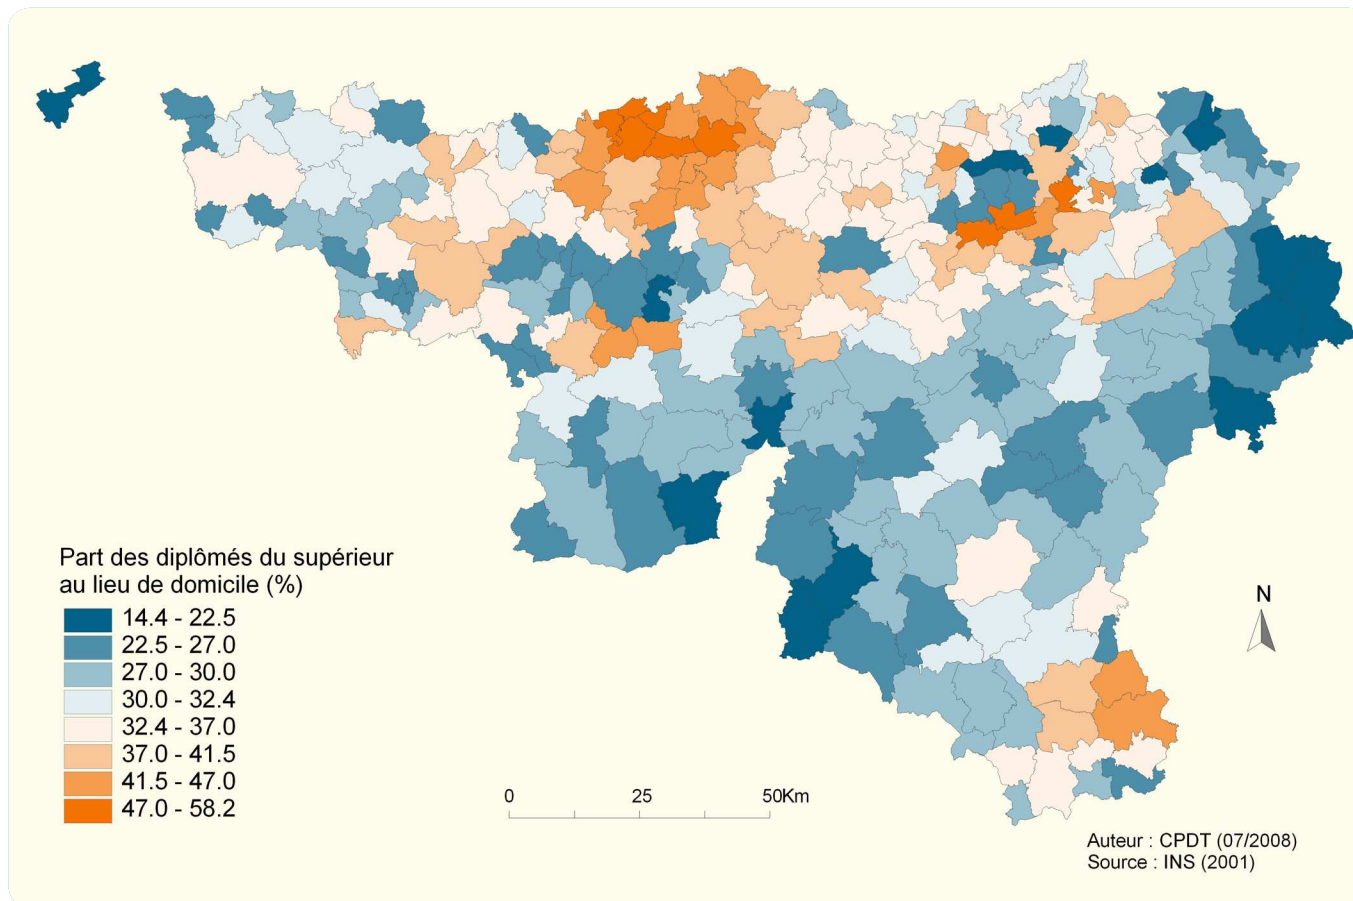 Part des diplômés du supérieur
au lieu de domicile (%)
14.4 - 22.5
22.5 - 27.0
27.0 - 30.0
30.0 - 32.4
32.4 - 37.0
37.0 - 41.5
41.5 - 47.0
47.0 - 58.2
0 25 50Km
N
Auteur : CPDT (07/2008)
Source : INS (2001)